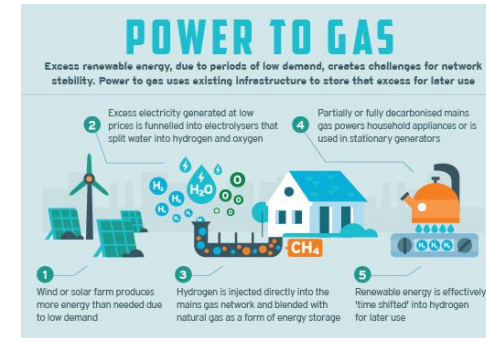 POWER TO GAS
Excess renewable energy, due to periods of low demand, creates challenges for network
stability. Power to gas uses existing infrastructure to store that excess for later use
2
Excess electricity generated at low
prices is funnelled into electrolysers that
split water into hydrogen and oxygen
4
Partially or fully decarbonised mains
gas powers household appliances or is
used in stationary generators
H₂
H₂
H₂
H₂O
O
O
CH₄
H₂ H₂ H₂
1
Wind or solar farm produces
more energy than needed due
to low demand
3
Hydrogen is injected directly into the
mains gas network and blended with
natural gas as a form of energy storage
5
Renewable energy is effectively
'time shifted' into hydrogen
for later use